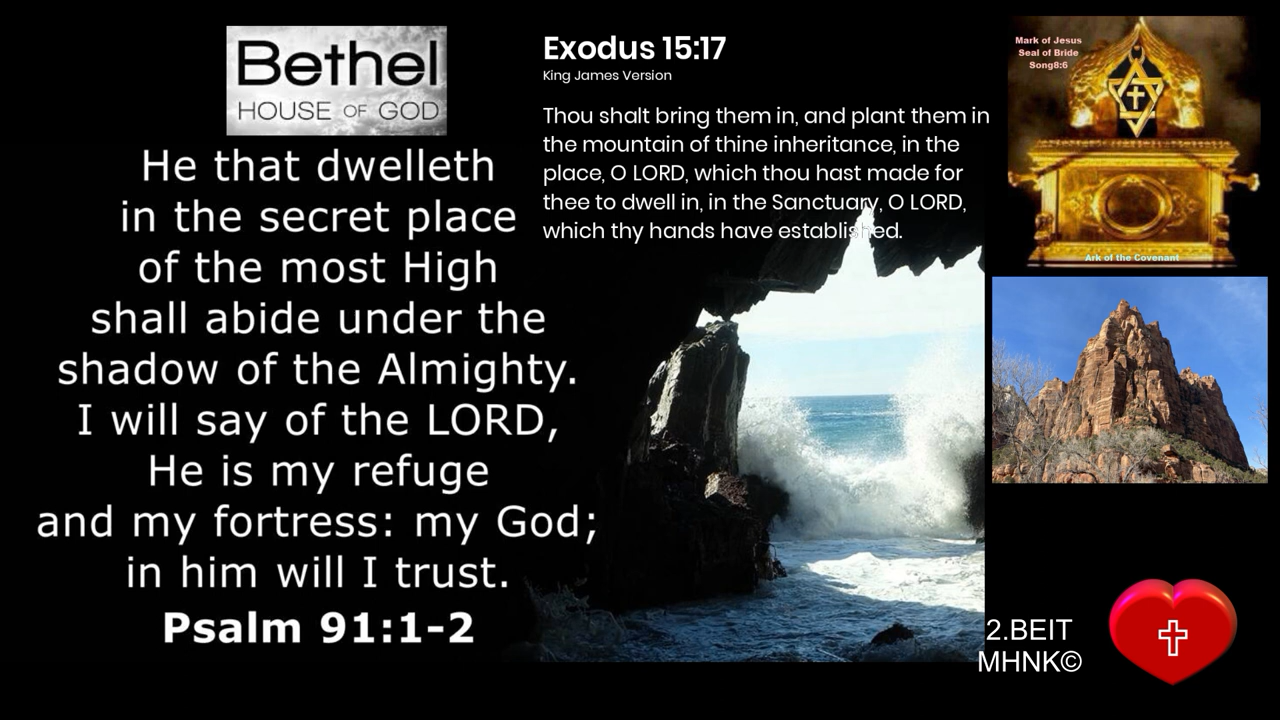 Bethel
HOUSE OF GOD
He that dwelleth
in the secret place
of the most High
shall abide under the
shadow of the Almighty.
I will say of the LORD,
He is my refuge
and my fortress: my God;
in him will I trust.
Psalm 91:1-2
Exodus 15:17
King James Version
Thou shalt bring them in, and plant them in
the mountain of thine inheritance, in the
place, O LORD, which thou hast made for
thee to dwell in, in the Sanctuary, O LORD,
which thy hands have established.
Mark of Jesus
Seal of Bride
Song8:6
Ark of the Covenant
2.BEIT
MHNK©